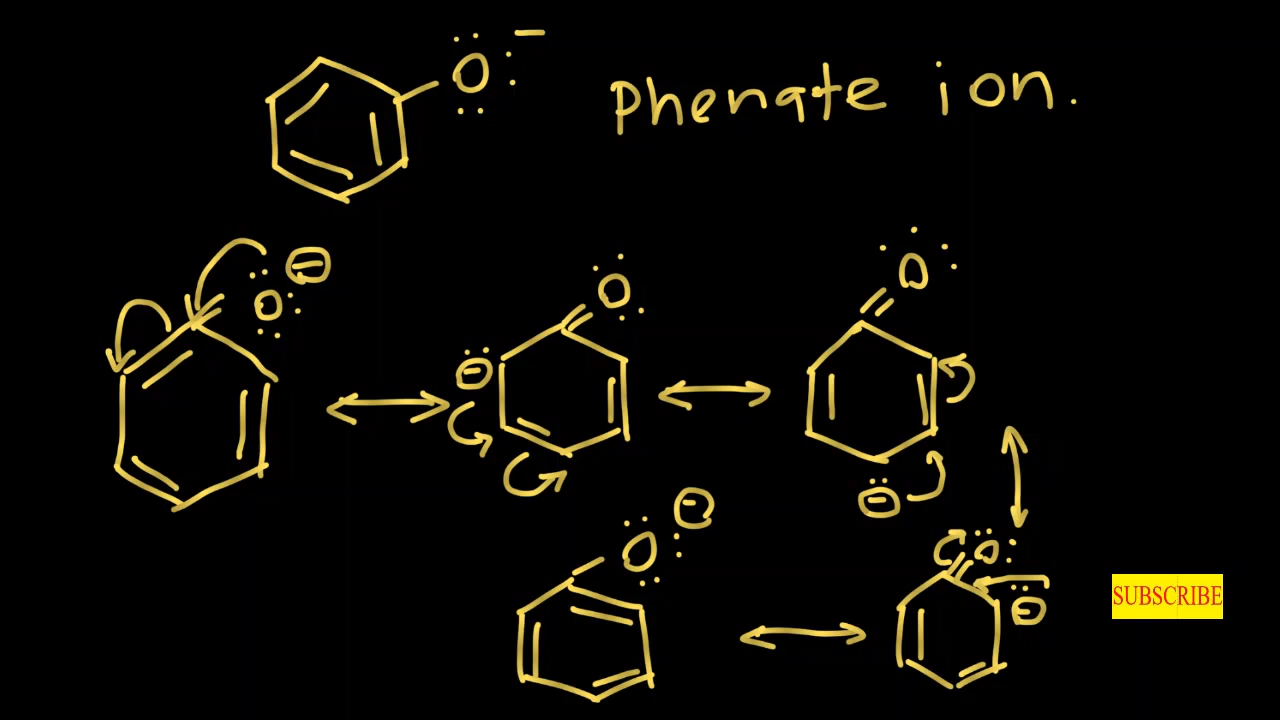 O⁻ Phenate ion.
O ⊖
O
⊖
O
⊖
O ⊖
O
⊖
SUBSCRIBE